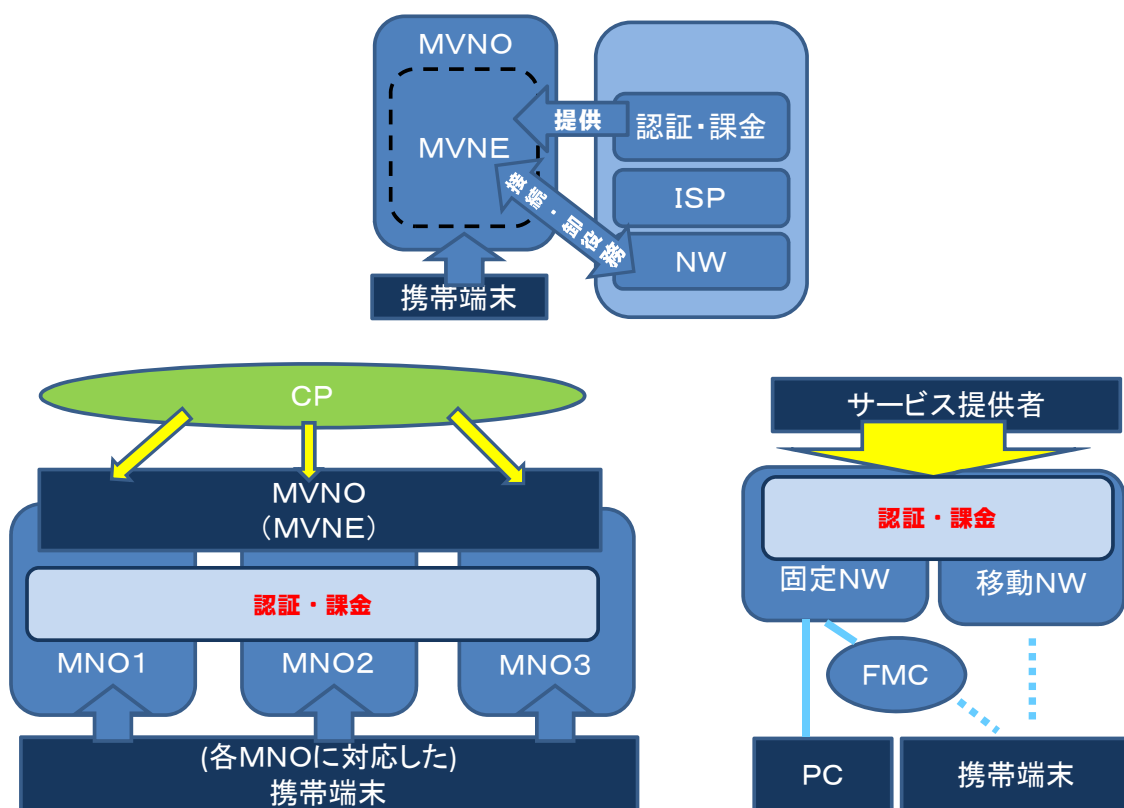 MVNO
MVNE
提供
認証・課金
ISP
接続・卸役務
NW
携帯端末
CP
MVNO
（MVNE）
認証・課金
MNO1
MNO2
MNO3
(各MNOに対応した)
携帯端末
サービス提供者
認証・課金
固定NW
移動NW
FMC
PC
携帯端末